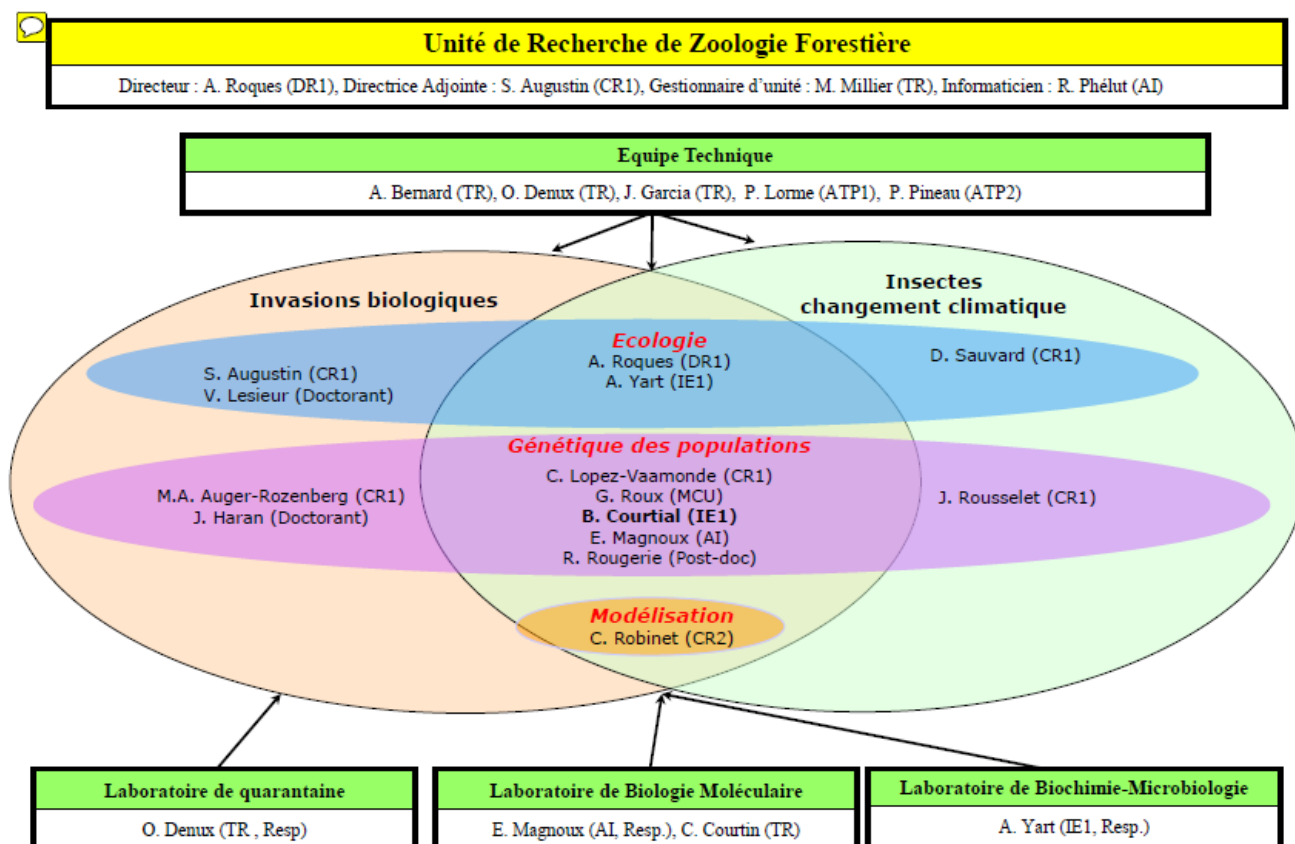 Unité de Recherche de Zoologie Forestière
Directeur : A. Roques (DR1), Directrice Adjointe : S. Augustin (CR1), Gestionnaire d'unité : M. Millier (TR), Informaticien : R. Phélut (AI)
Equipe Technique
A. Bernard (TR), O. Denux (TR), J. Garcia (TR), P. Lorme (ATP1), P. Pineau (ATP2)
Invasions biologiques
Insectes
changement climatique
Ecologie
A. Roques (DR1)
A. Yart (IE1)
S. Augustin (CR1)
V. Lesieur (Doctorant)
D. Sauvard (CR1)
Génétique des populations
M.A. Auger-Rozenberg (CR1)
J. Haran (Doctorant)
C. Lopez-Vaamonde (CR1)
G. Roux (MCU)
B. Courtial (IE1)
E. Magnoux (AI)
R. Rougerie (Post-doc)
J. Rousselet (CR1)
Modélisation
C. Robinet (CR2)
Laboratoire de quarantaine
O. Denux (TR , Resp)
Laboratoire de Biologie Moléculaire
E. Magnoux (AI, Resp.), C. Courtin (TR)
Laboratoire de Biochimie-Microbiologie
A. Yart (IE1, Resp.)